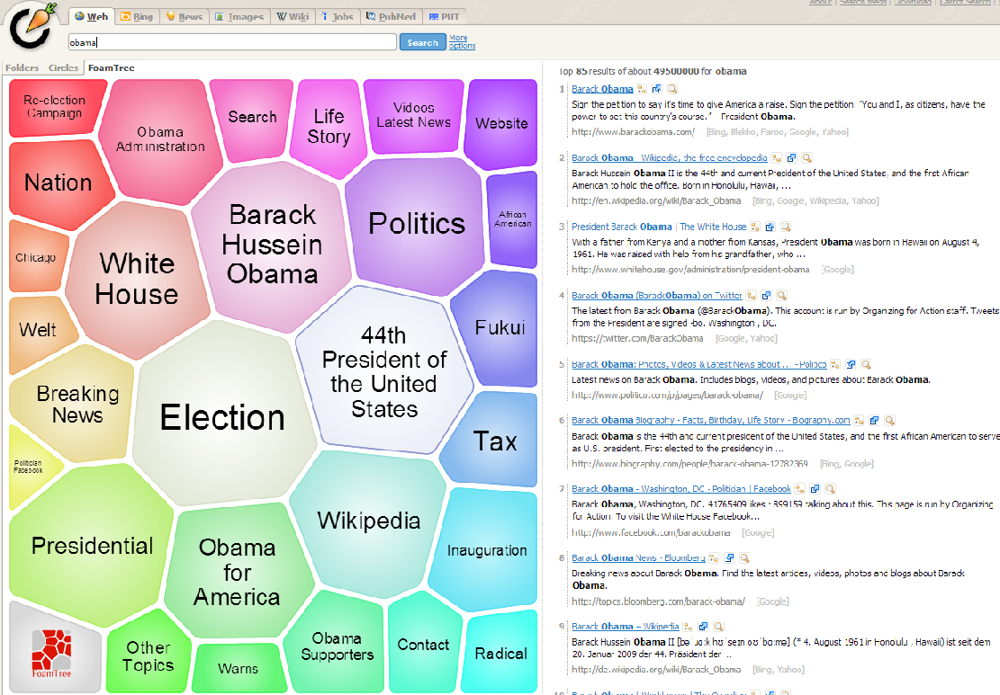 About | Search feeds | Download | Carrot Search |
Web Bing News Images Wiki Jobs PubMed PUT
obama Search More options
Folders Circles FoamTree
Re-election
Campaign
Obama
Administration
Search
Life
Story
Videos
Latest News
Website
Nation
Barack
Hussein
Obama
Politics
African
American
Chicago
White
House
Welt
44th
President of
the United
States
Fukui
Breaking
News
Election
Tax
Politician
Facebook
Presidential
Obama
for
America
Wikipedia
Inauguration
FoamTree
Other
Topics
Warns
Obama
Supporters
Contact
Radical
Top 85 results of about 49500000 for obama
1 Barack Obama
Sign the petition to say it's time to give America a raise. Sign the petition. "You and I, as citizens, have the
power to set this country's course." - President Obama.
http://www.barackobama.com/ [Bing, Blekko, Faroo, Google, Yahoo]
2 Barack Obama - Wikipedia, the free encyclopedia
Barack Hussein Obama II is the 44th and current President of the United States, and the first African
American to hold the office. Born in Honolulu, Hawaii, ...
http://en.wikipedia.org/wiki/Barack_Obama [Bing, Google, Wikipedia, Yahoo]
3 President Barack Obama | The White House
With a father from Kenya and a mother from Kansas, President Obama was born in Hawaii on August 4,
1961. He was raised with help from his grandfather, who ...
http://www.whitehouse.gov/administration/president-obama [Google]
4 Barack Obama (BarackObama) on Twitter
The latest from Barack Obama (@BarackObama). This account is run by Organizing for Action staff. Tweets
from the President are signed -bo. Washington , DC.
https://twitter.com/BarackObama [Google, Yahoo]
5 Barack Obama: Photos, Videos & Latest News about ... - Politico
Latest news on Barack Obama. Includes blogs, videos, and pictures about Barack Obama.
http://www.politico.com/p/pages/barack-obama/ [Google]
6 Barack Obama Biography - Facts, Birthday, Life Story - Biography.com
Barack Obama is the 44th and current president of the United States, and the first African American to serve
as U.S. president. First elected to the presidency in ...
http://www.biography.com/people/barack-obama-12782369 [Bing, Google]
7 Barack Obama - Washington, DC - Politician | Facebook
Barack Obama, Washington, DC. 41765409 likes · 899159 talking about this. This page is run by Organizing
for Action. To visit the White House Facebook...
http://www.facebook.com/barackobama [Google]
8 Barack Obama News - Bloomberg
Breaking news about Barack Obama. Find the latest articles, videos, photos and blogs about Barack
Obama.
http://topics.bloomberg.com/barack-obama/ [Google]
9 Barack Obama – Wikipedia
Barack Hussein Obama II [bəˈɹɑːk hʊˈseɪn oʊˈbɑːmə] (* 4. August 1961 in Honolulu , Hawaii) ist seit dem
20. Januar 2009 der 44. Präsident der ...
http://de.wikipedia.org/wiki/Barack_Obama [Bing, Yahoo]